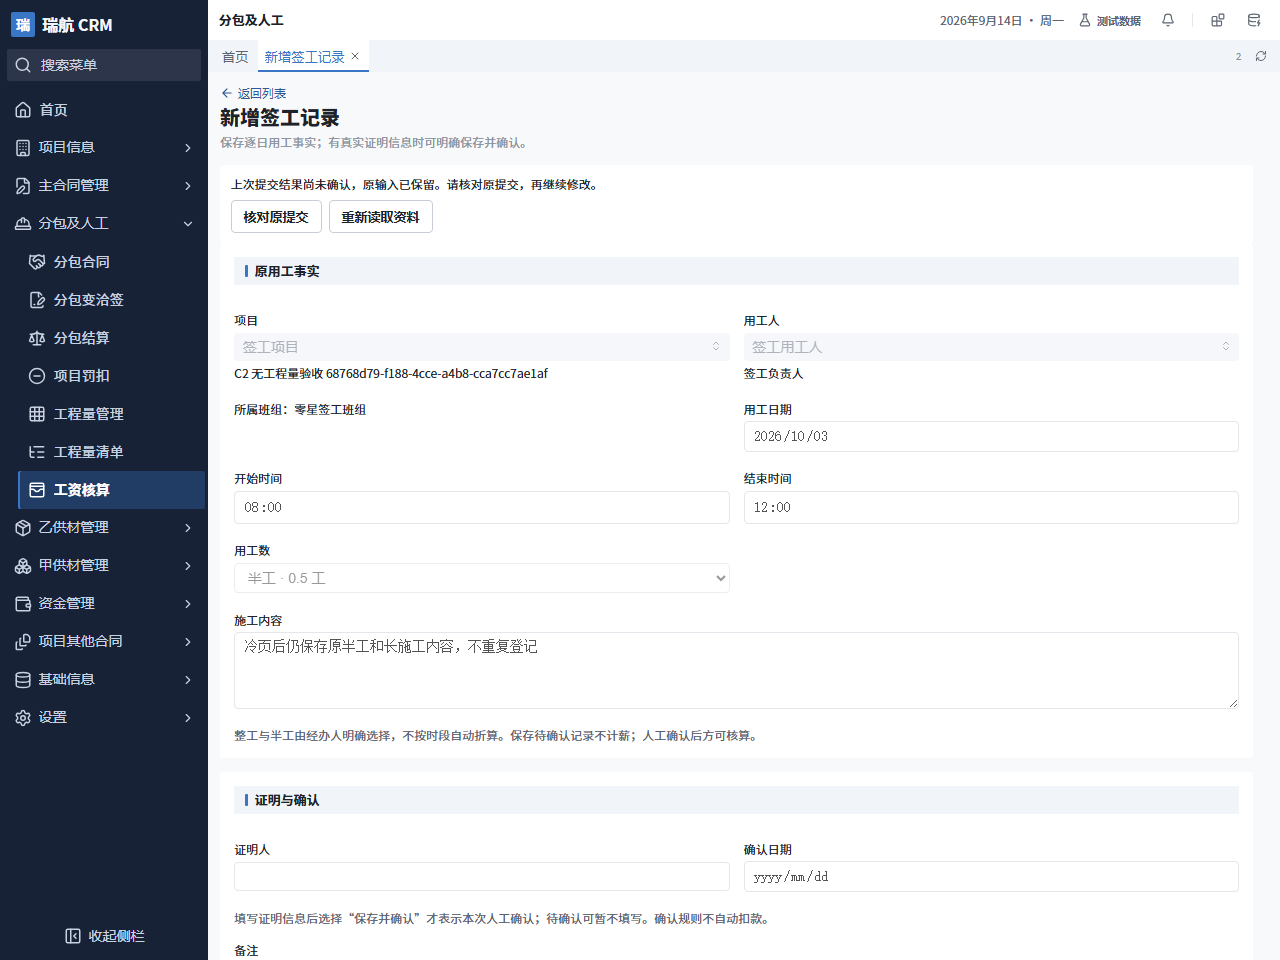 瑞 瑞航 CRM
搜索菜单
首页
项目信息
主合同管理
分包及人工
分包合同
分包变洽签
分包结算
项目罚扣
工程量管理
工程量清单
工资核算
乙供材管理
甲供材管理
资金管理
项目其他合同
基础信息
设置
收起侧栏
分包及人工
2026年9月14日 · 周一
测试数据
首页
新增签工记录 ×
2
返回列表
新增签工记录
保存逐日用工事实；有真实证明信息时可明确保存并确认。
上次提交结果尚未确认，原输入已保留。请核对原提交，再继续修改。
核对原提交
重新读取资料
原用工事实
项目
用工人
签工项目
签工用工人
C2 无工程量验收 68768d79-f188-4cce-a4b8-cca7cc7ae1af
签工负责人
所属班组：零星签工班组
用工日期
2026/10/03
开始时间
结束时间
08:00
12:00
用工数
半工 · 0.5 工
施工内容
冷页后仍保存原半工和长施工内容，不重复登记
整工与半工由经办人明确选择，不按时段自动折算。保存待确认记录不计薪；人工确认后方可核算。
证明与确认
证明人
确认日期
yyyy/mm/dd
填写证明信息后选择“保存并确认”才表示本次人工确认；待确认可暂不填写。确认规则不自动扣款。
备注